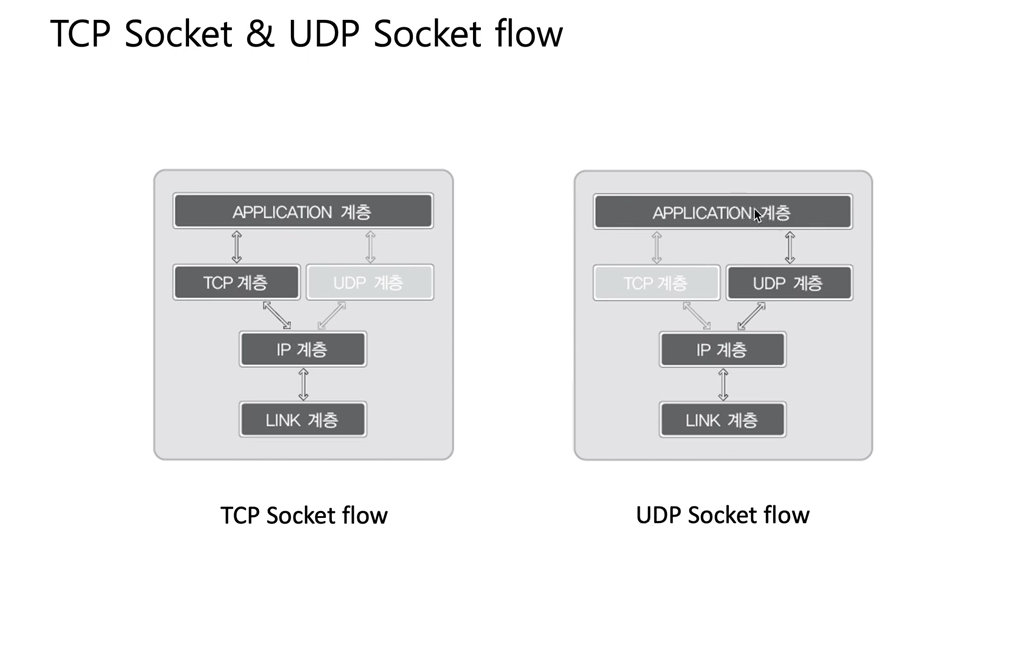 TCP Socket & UDP Socket flow
APPLICATION 계층
TCP 계층
UDP 계층
IP 계층
LINK 계층
TCP Socket flow
APPLICATION 계층
TCP 계층
UDP 계층
IP 계층
LINK 계층
UDP Socket flow